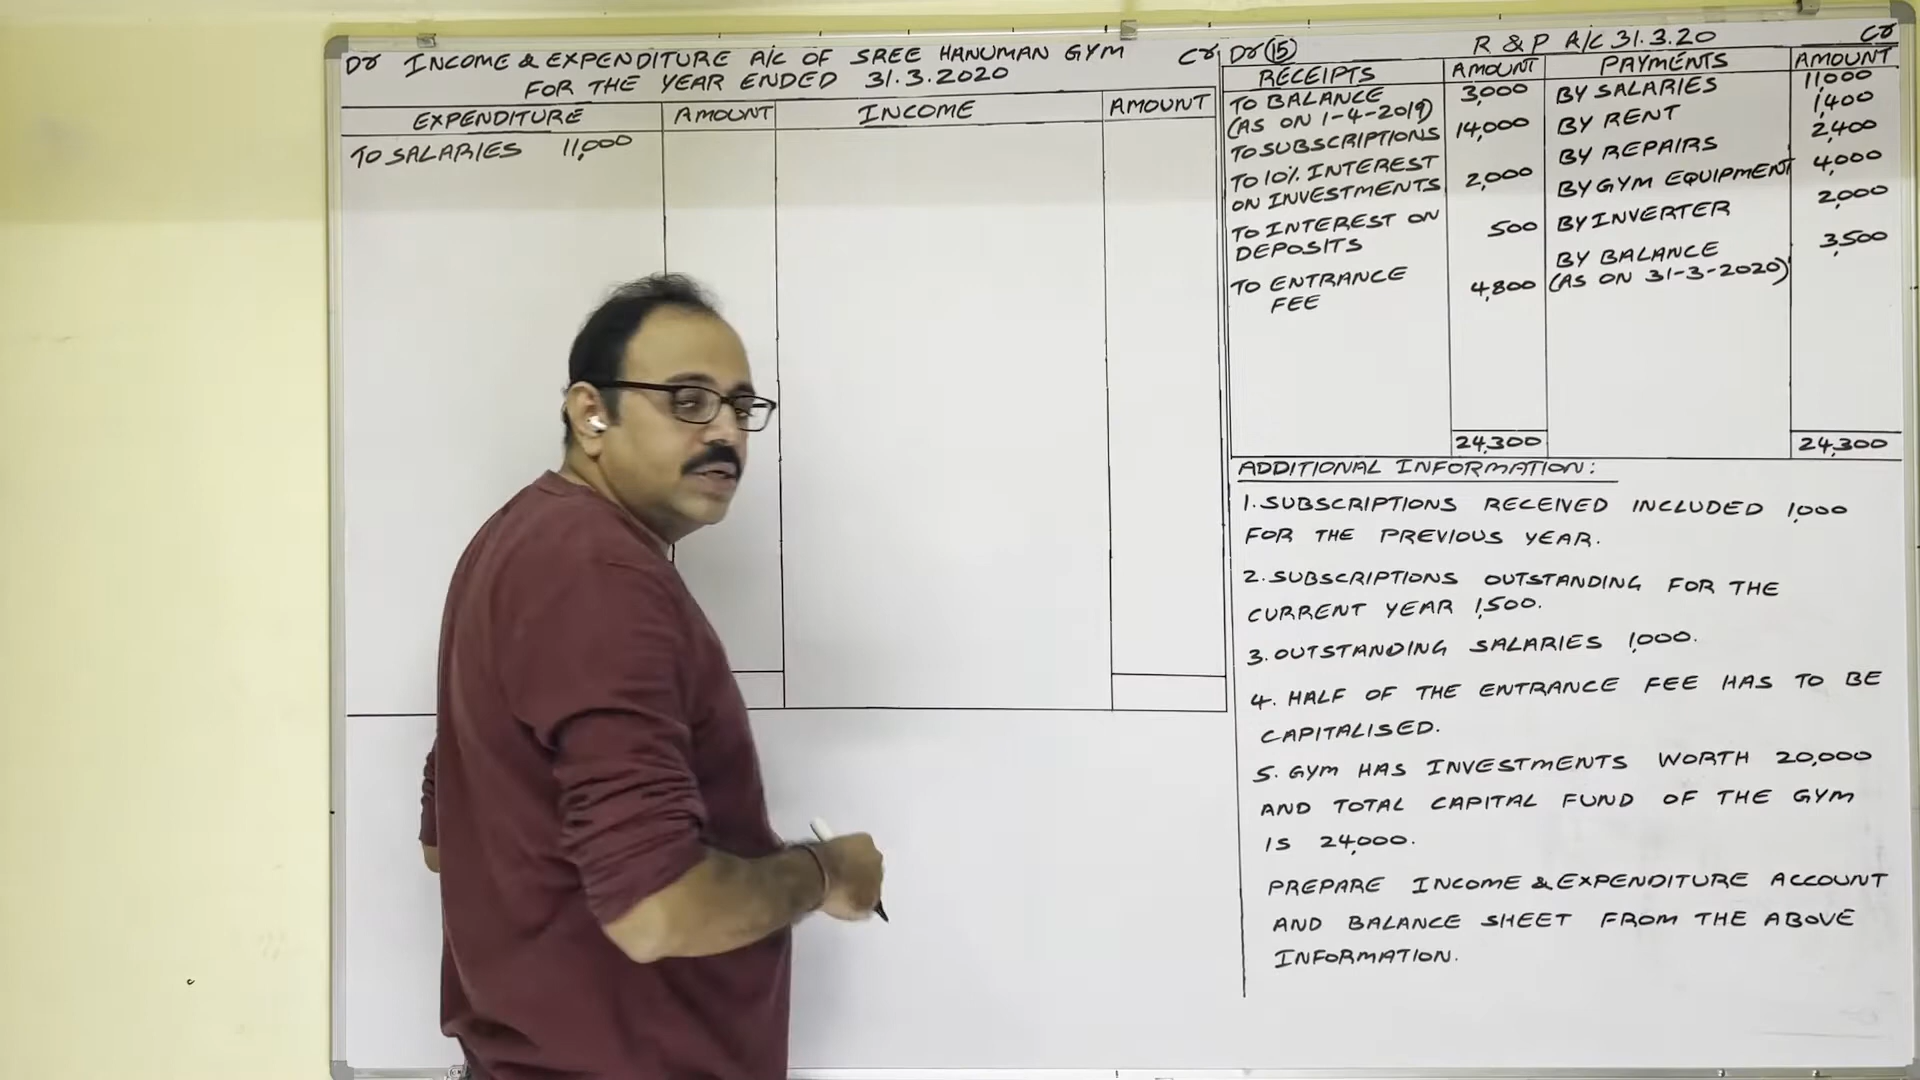 Dr INCOME & EXPENDITURE A/C OF SREE HANUMAN GYM Cr
FOR THE YEAR ENDED 31.3.2020
EXPENDITURE AMOUNT INCOME AMOUNT
TO SALARIES 11,000
Dr (15) R & P A/C 31.3.20 Cr
RECEIPTS AMOUNT PAYMENTS AMOUNT
TO BALANCE 3,000 BY SALARIES 11,000
(AS ON 1-4-2019) BY RENT 1,400
TO SUBSCRIPTIONS 14,000 BY REPAIRS 2,400
TO 10% INTEREST BY GYM EQUIPMENT 4,000
ON INVESTMENTS 2,000 BY INVERTER 2,000
TO INTEREST ON 500 BY BALANCE 3,500
DEPOSITS (AS ON 31-3-2020)
TO ENTRANCE 4,800
FEE
24,300 24,300
ADDITIONAL INFORMATION:
1. SUBSCRIPTIONS RECEIVED INCLUDED 1,000
FOR THE PREVIOUS YEAR.
2. SUBSCRIPTIONS OUTSTANDING FOR THE
CURRENT YEAR 1,500.
3. OUTSTANDING SALARIES 1,000.
4. HALF OF THE ENTRANCE FEE HAS TO BE
CAPITALISED.
5. GYM HAS INVESTMENTS WORTH 20,000
AND TOTAL CAPITAL FUND OF THE GYM
IS 24,000.
PREPARE INCOME & EXPENDITURE ACCOUNT
AND BALANCE SHEET FROM THE ABOVE
INFORMATION.